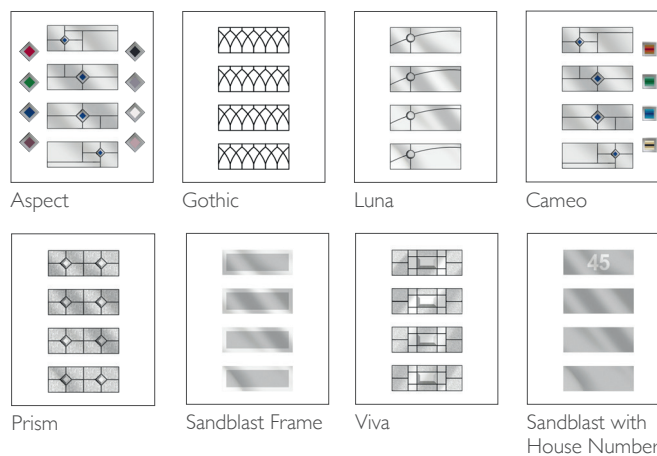 Aspect
Gothic
Luna
Cameo
45
Prism
Sandblast Frame
Viva
Sandblast with
House Number